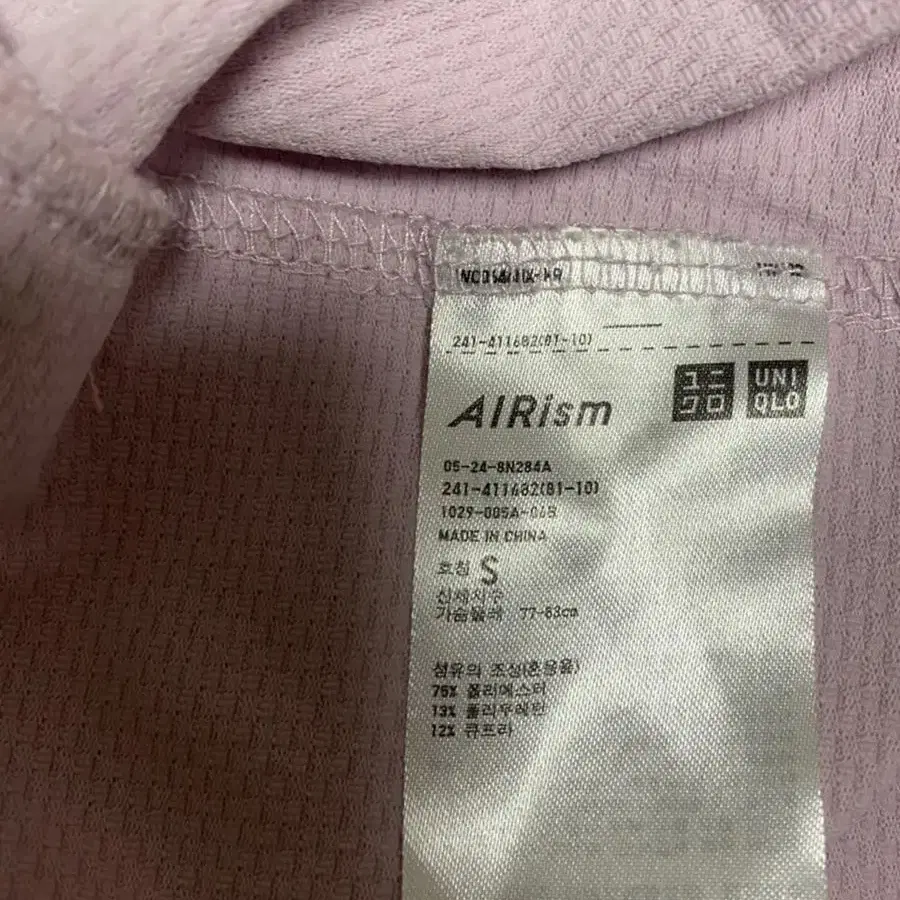 241-411682(81-10)
AIRism
ユニ
クロ
UNI
QLO
05-24-8N284A
241-411682(81-10)
1029-005A-04B
MADE IN CHINA
호칭 S
신체치수
가슴둘레 77-83cm
섬유의 조성(혼용율)
75% 폴리에스터
13% 폴리우레탄
12% 큐프라